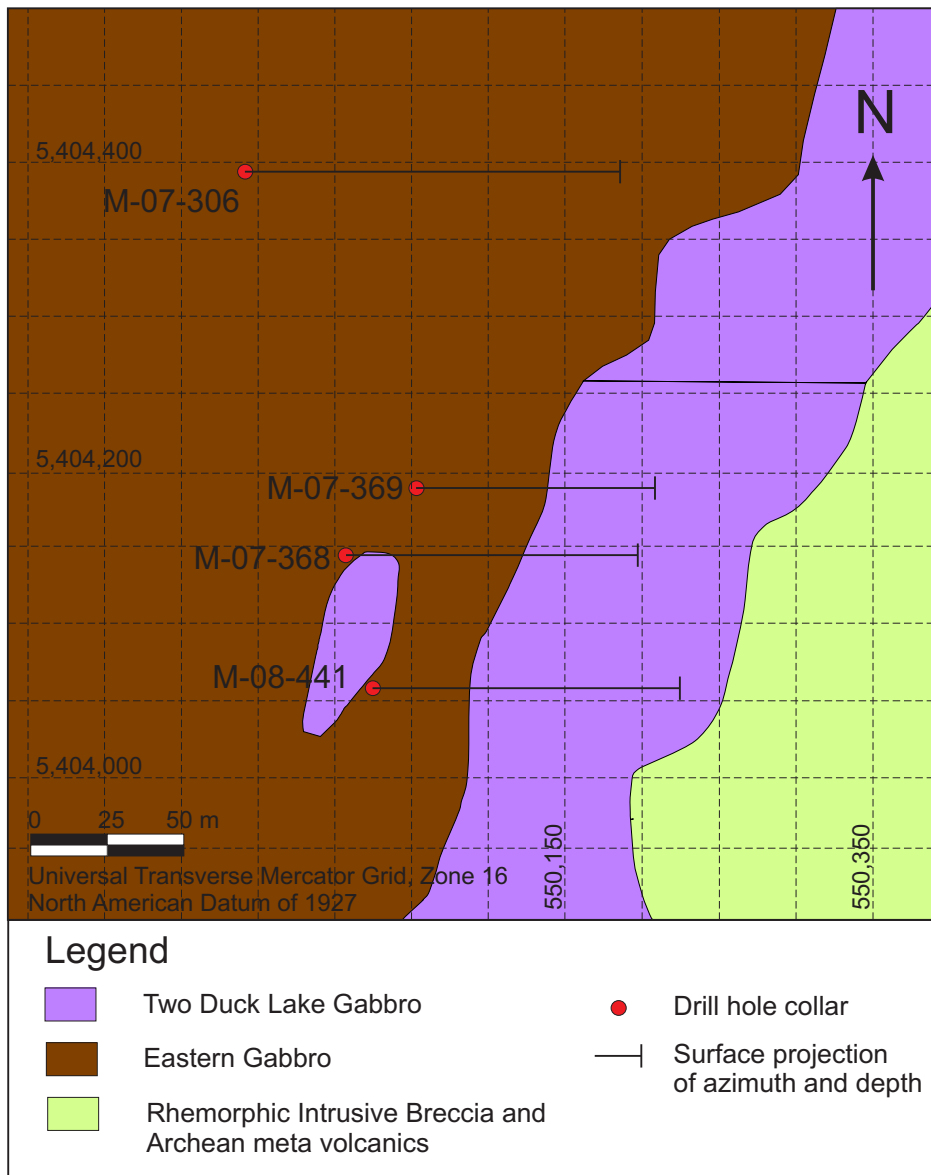 N
5,404,400
M-07-306
5,404,200
M-07-369
M-07-368
M-08-441
5,404,000
0 25 50 m
550,150
550,350
Universal Transverse Mercator Grid, Zone 16
North American Datum of 1927
Legend
Two Duck Lake Gabbro
Eastern Gabbro
Rhemorphic Intrusive Breccia and
Archean meta volcanics
Drill hole collar
Surface projection
of azimuth and depth